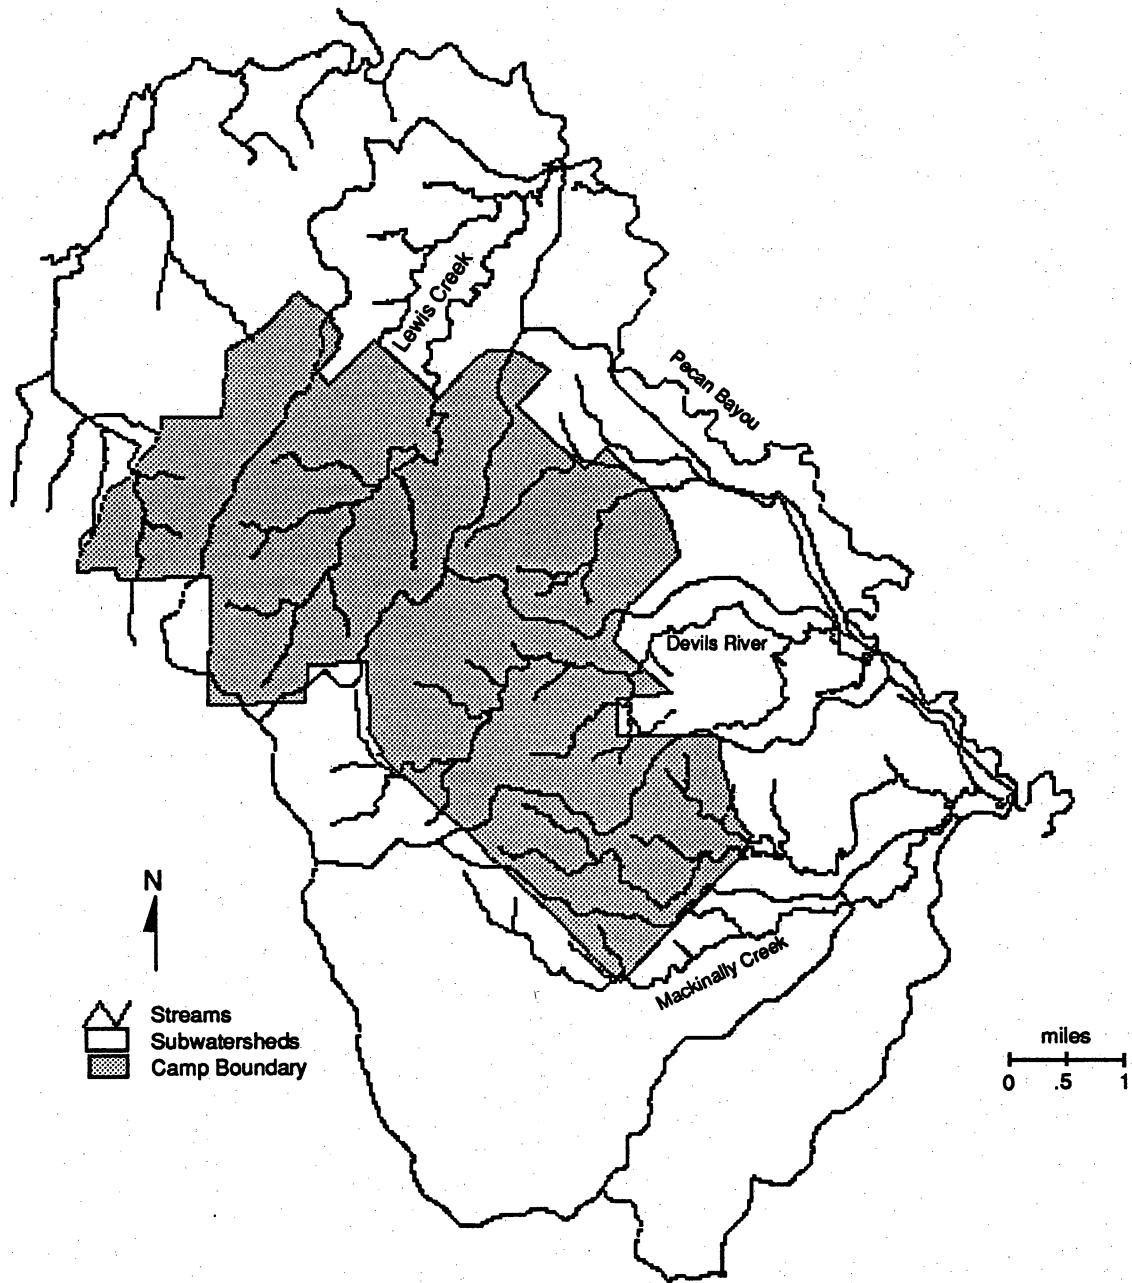 Lewis Creek
Pecan Bayou
Devils River
N
Mackinally Creek
Streams
Subwatersheds
Camp Boundary
miles
0 .5 1